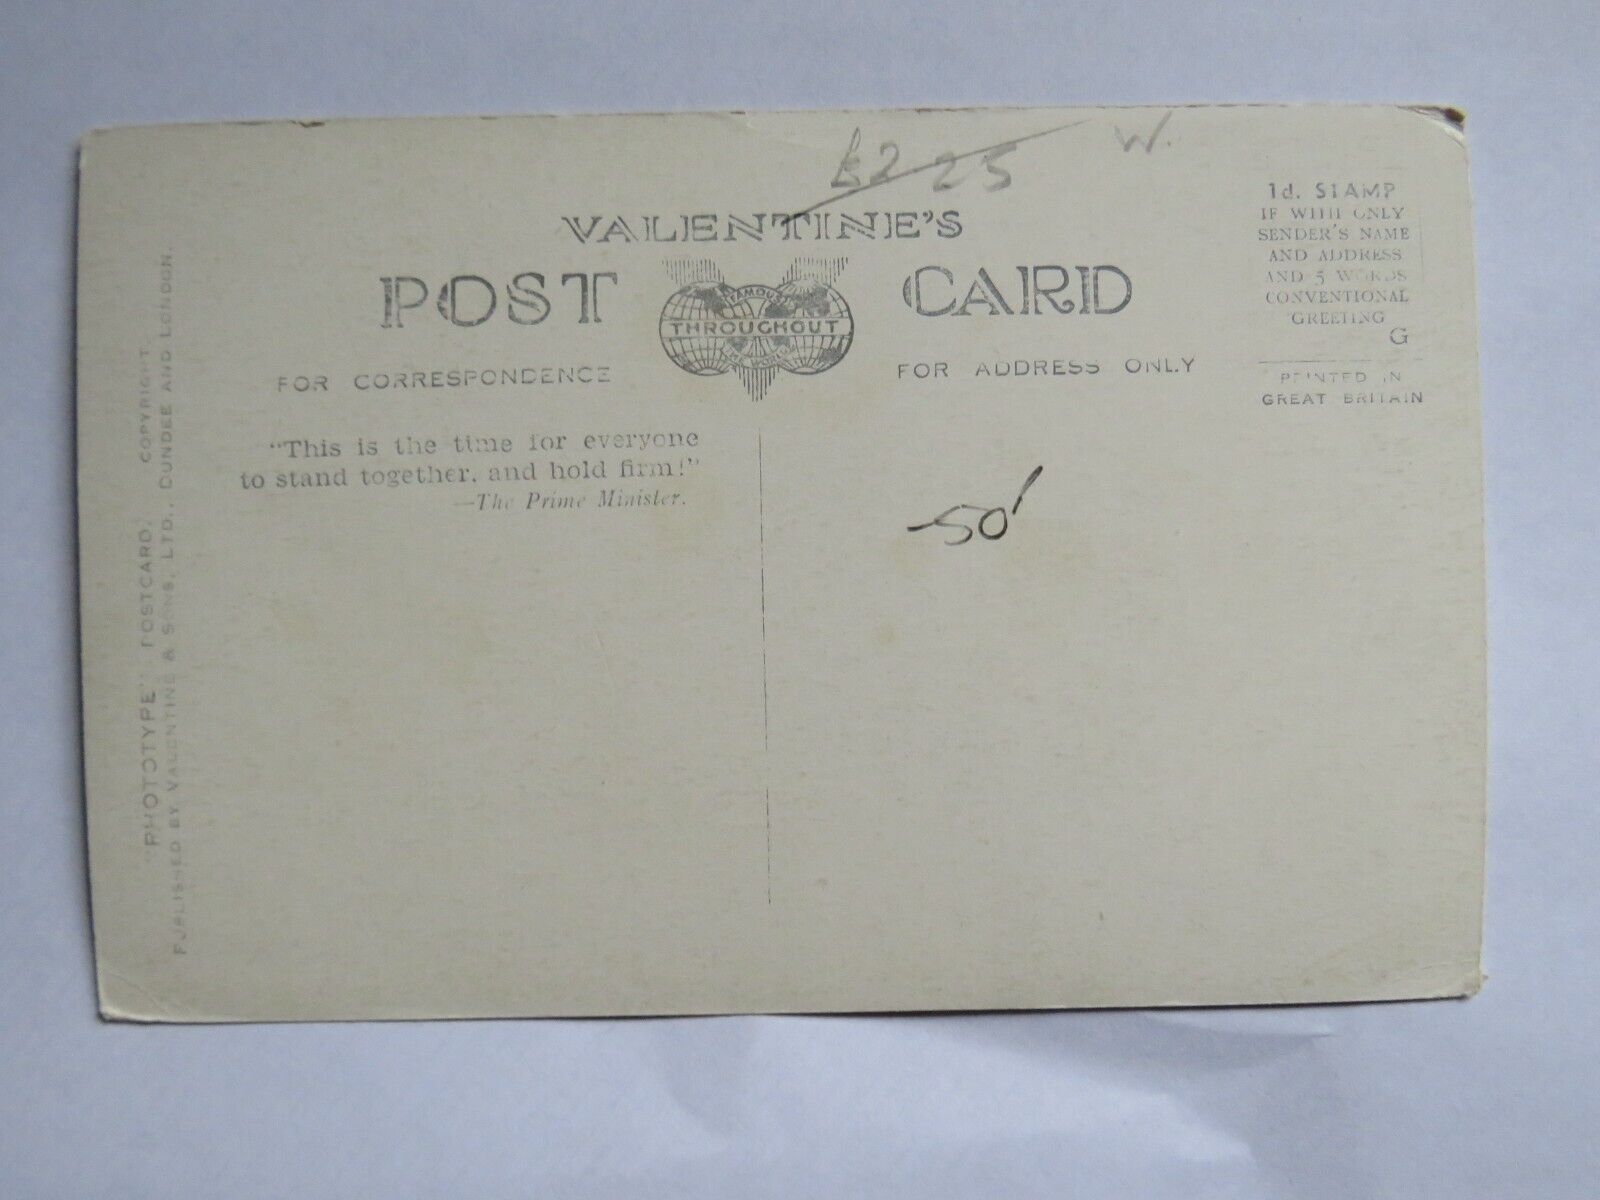 £2 25 W.
VALENTINE'S
POST CARD
FAMOUS
THROUGHOUT
THE WORLD
FOR CORRESPONDENCE
FOR ADDRESS ONLY
1d. STAMP
IF WITH ONLY
SENDER'S NAME
AND ADDRESS
AND 5 WORDS
CONVENTIONAL
GREETING
G
PRINTED IN
GREAT BRITAIN
"This is the time for everyone
to stand together, and hold firm!"
—The Prime Minister.
-50
"PHOTOTYPE" POSTCARD. COPYRIGHT.
PUBLISHED BY VALENTINE & SONS, LTD., DUNDEE AND LONDON.